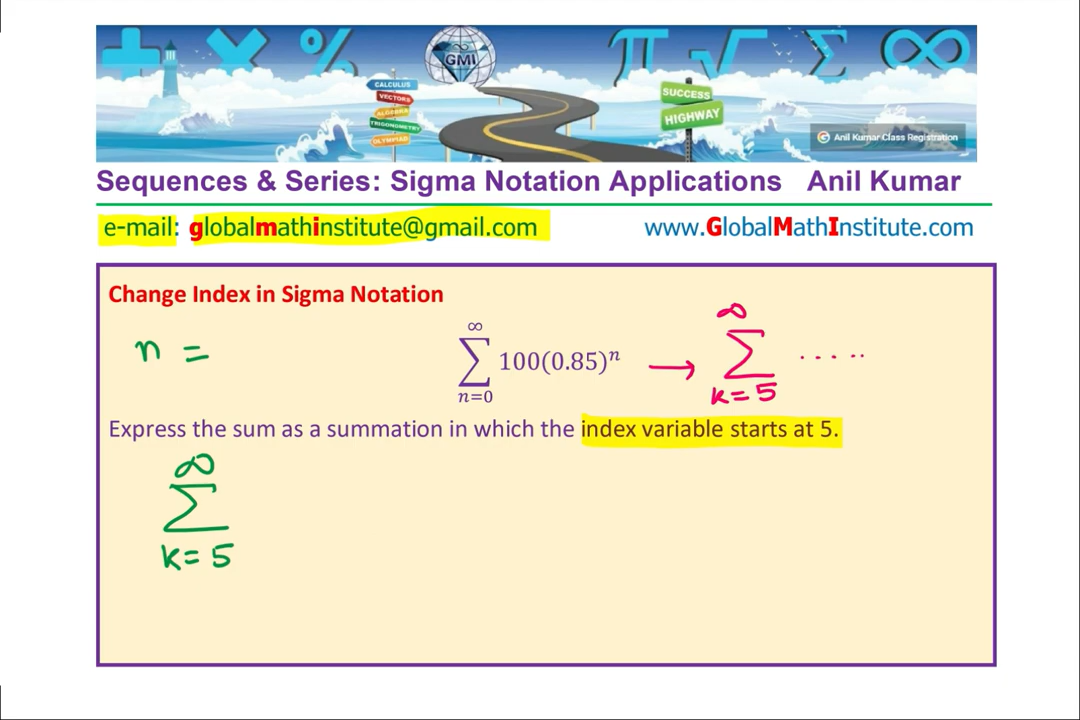 GMI
CALCULUS
VECTORS
ALGEBRA
TRIGONOMETRY
OLYMPIAD
SUCCESS
HIGHWAY
+ × % π √ Σ ∞
G Anil Kumar Class Registration
Sequences & Series: Sigma Notation Applications Anil Kumar
e-mail: globalmathinstitute@gmail.com www.GlobalMathInstitute.com
Change Index in Sigma Notation
n =
∞
∑ 100(0.85)ⁿ
n=0
→
∞
∑ .....
k=5
Express the sum as a summation in which the index variable starts at 5.
∞
∑
k=5